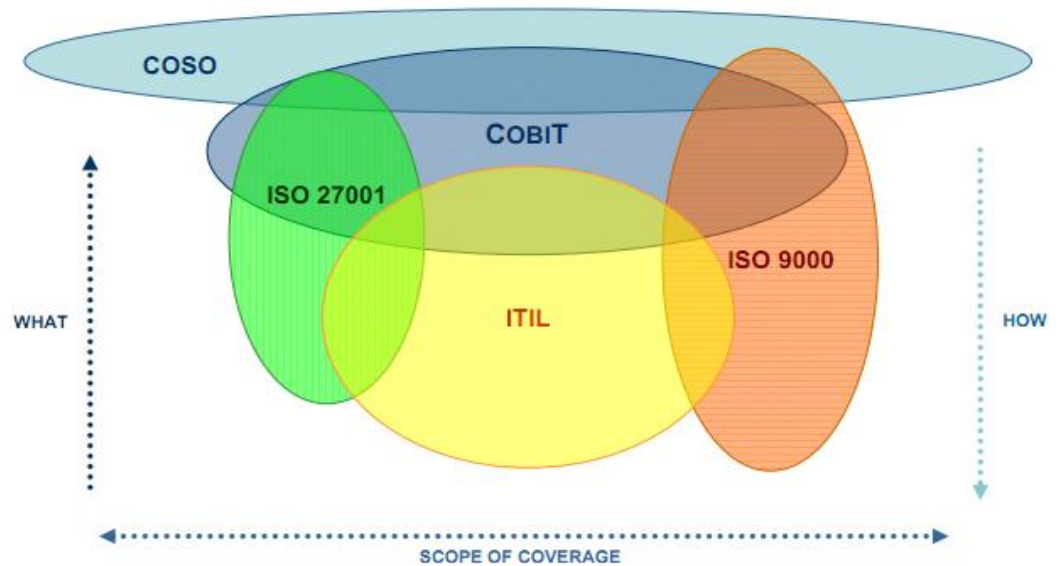 COSO
COBIT
ISO 27001
ISO 9000
ITIL
WHAT
HOW
SCOPE OF COVERAGE